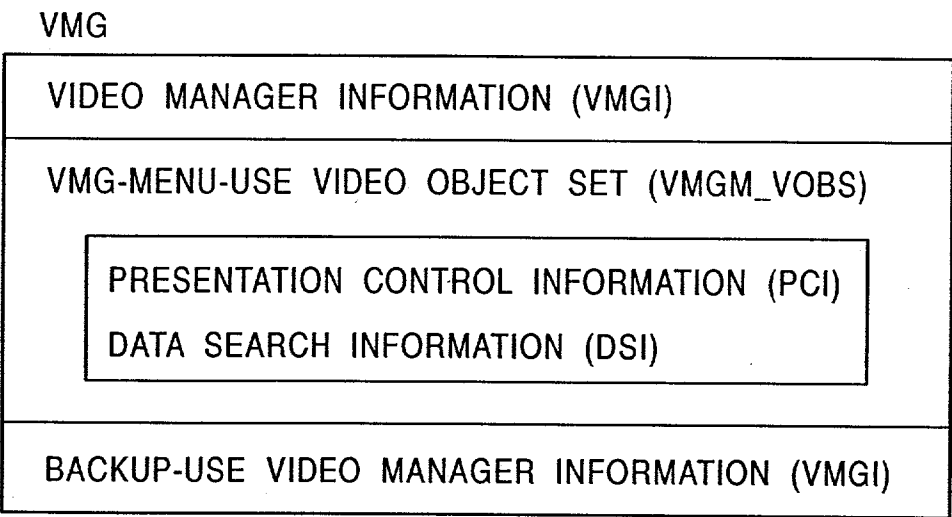 VMG
VIDEO MANAGER INFORMATION (VMGI)
VMG-MENU-USE VIDEO OBJECT SET (VMGM_VOBS)
PRESENTATION CONTROL INFORMATION (PCI)
DATA SEARCH INFORMATION (DSI)
BACKUP-USE VIDEO MANAGER INFORMATION (VMGI)